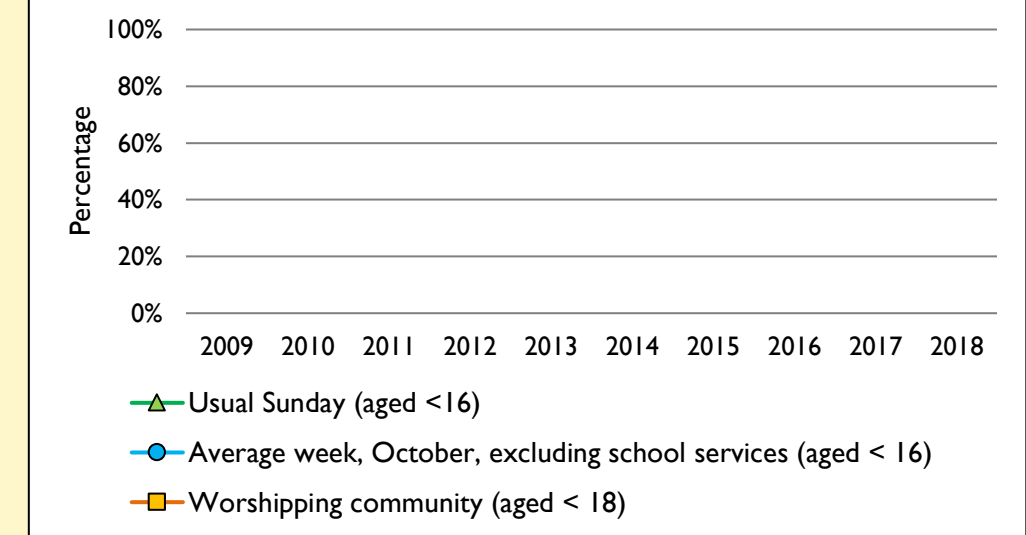 100%
80%
60%
40%
20%
0%
Percentage
2009 2010 2011 2012 2013 2014 2015 2016 2017 2018
Usual Sunday (aged <16)
Average week, October, excluding school services (aged < 16)
Worshipping community (aged < 18)